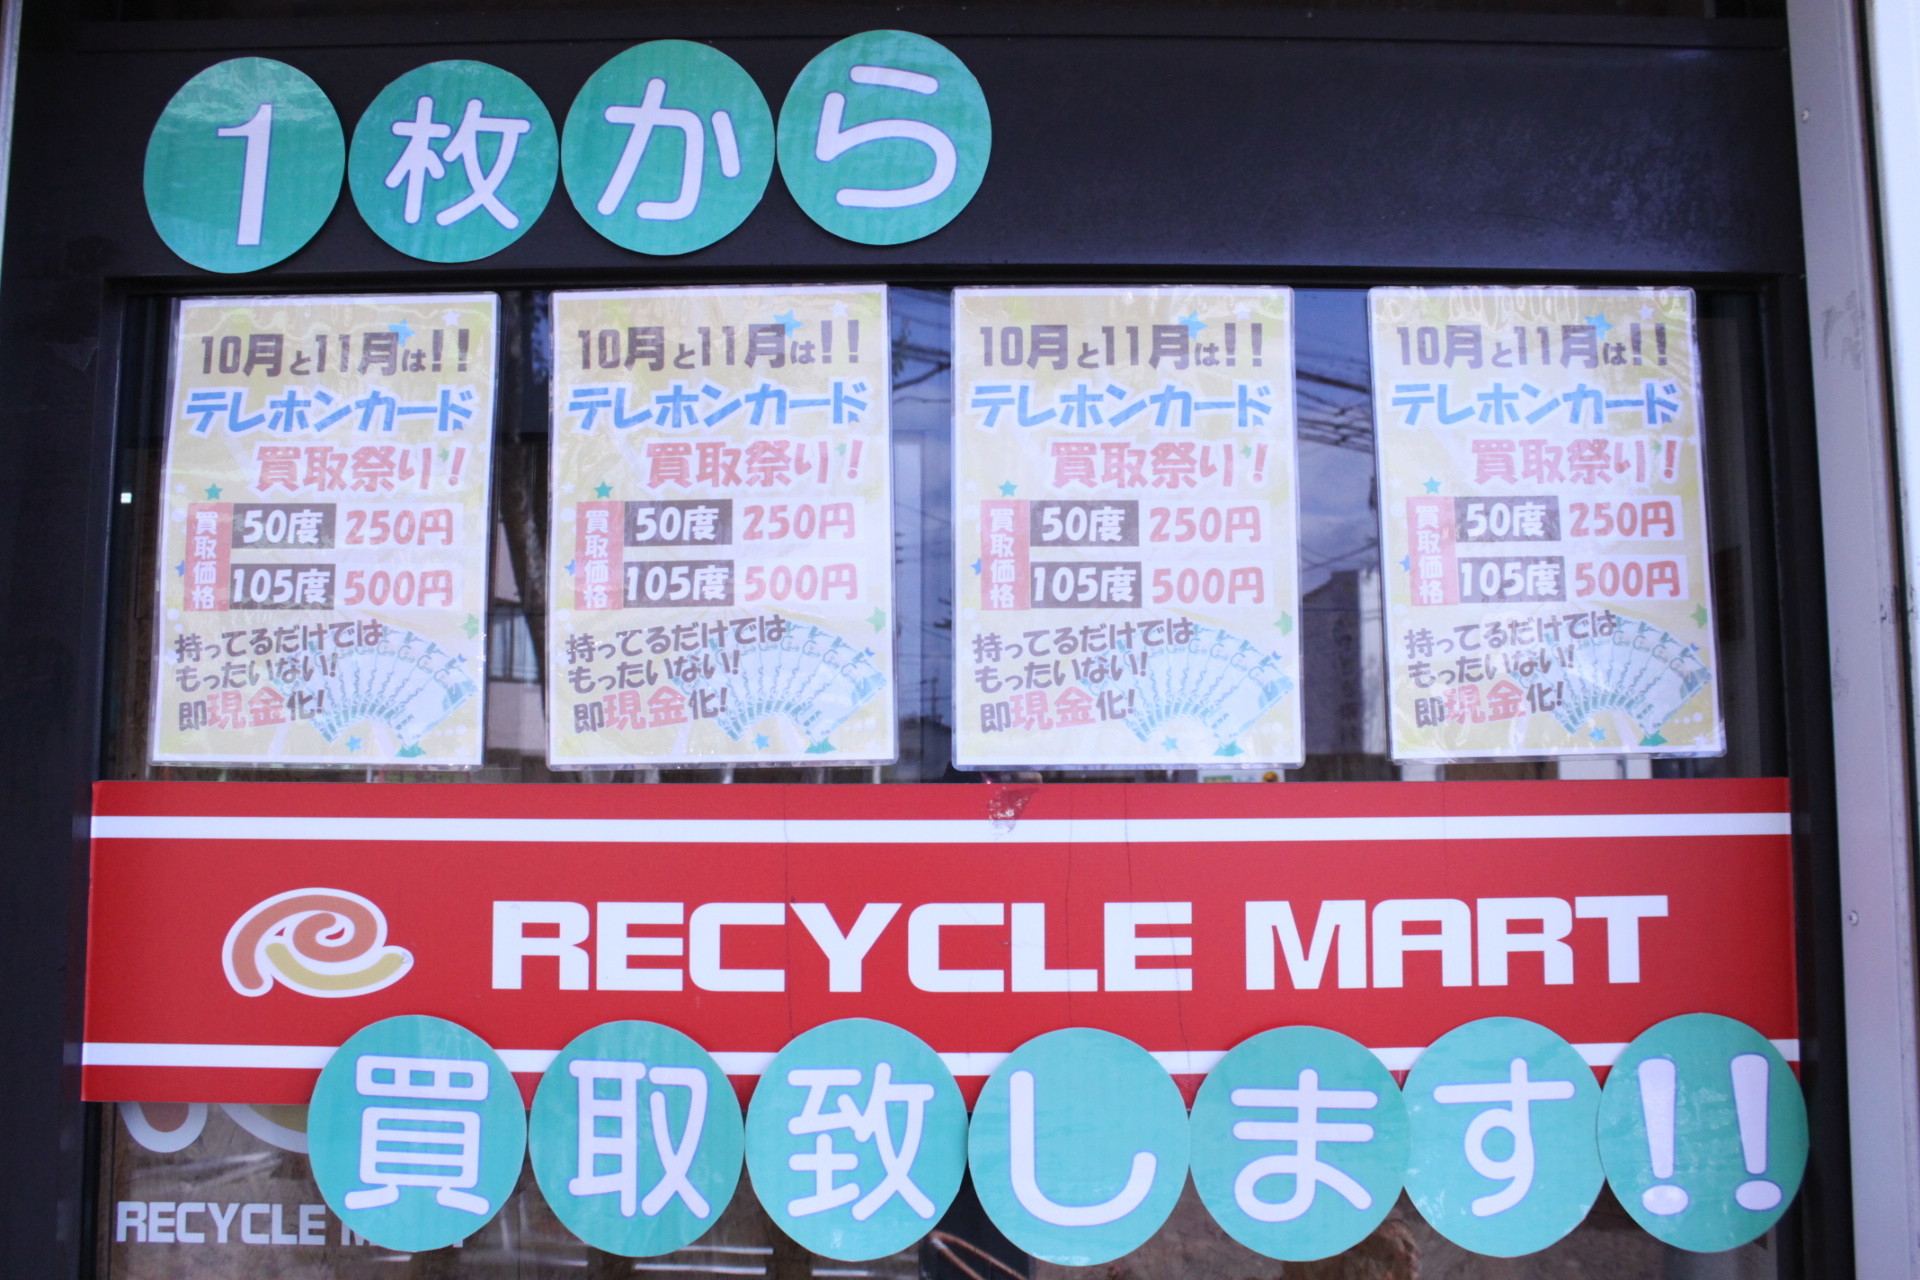 1枚から
10月と11月は!!
テレホンカード
買取祭り!
買取価格
50度 250円
105度 500円
持ってるだけでは
もったいない!
即現金化!
10月と11月は!!
テレホンカード
買取祭り!
買取価格
50度 250円
105度 500円
持ってるだけでは
もったいない!
即現金化!
10月と11月は!!
テレホンカード
買取祭り!
買取価格
50度 250円
105度 500円
持ってるだけでは
もったいない!
即現金化!
10月と11月は!!
テレホンカード
買取祭り!
買取価格
50度 250円
105度 500円
持ってるだけでは
もったいない!
即現金化!
RECYCLE MART
買取致します!!
RECYCLE